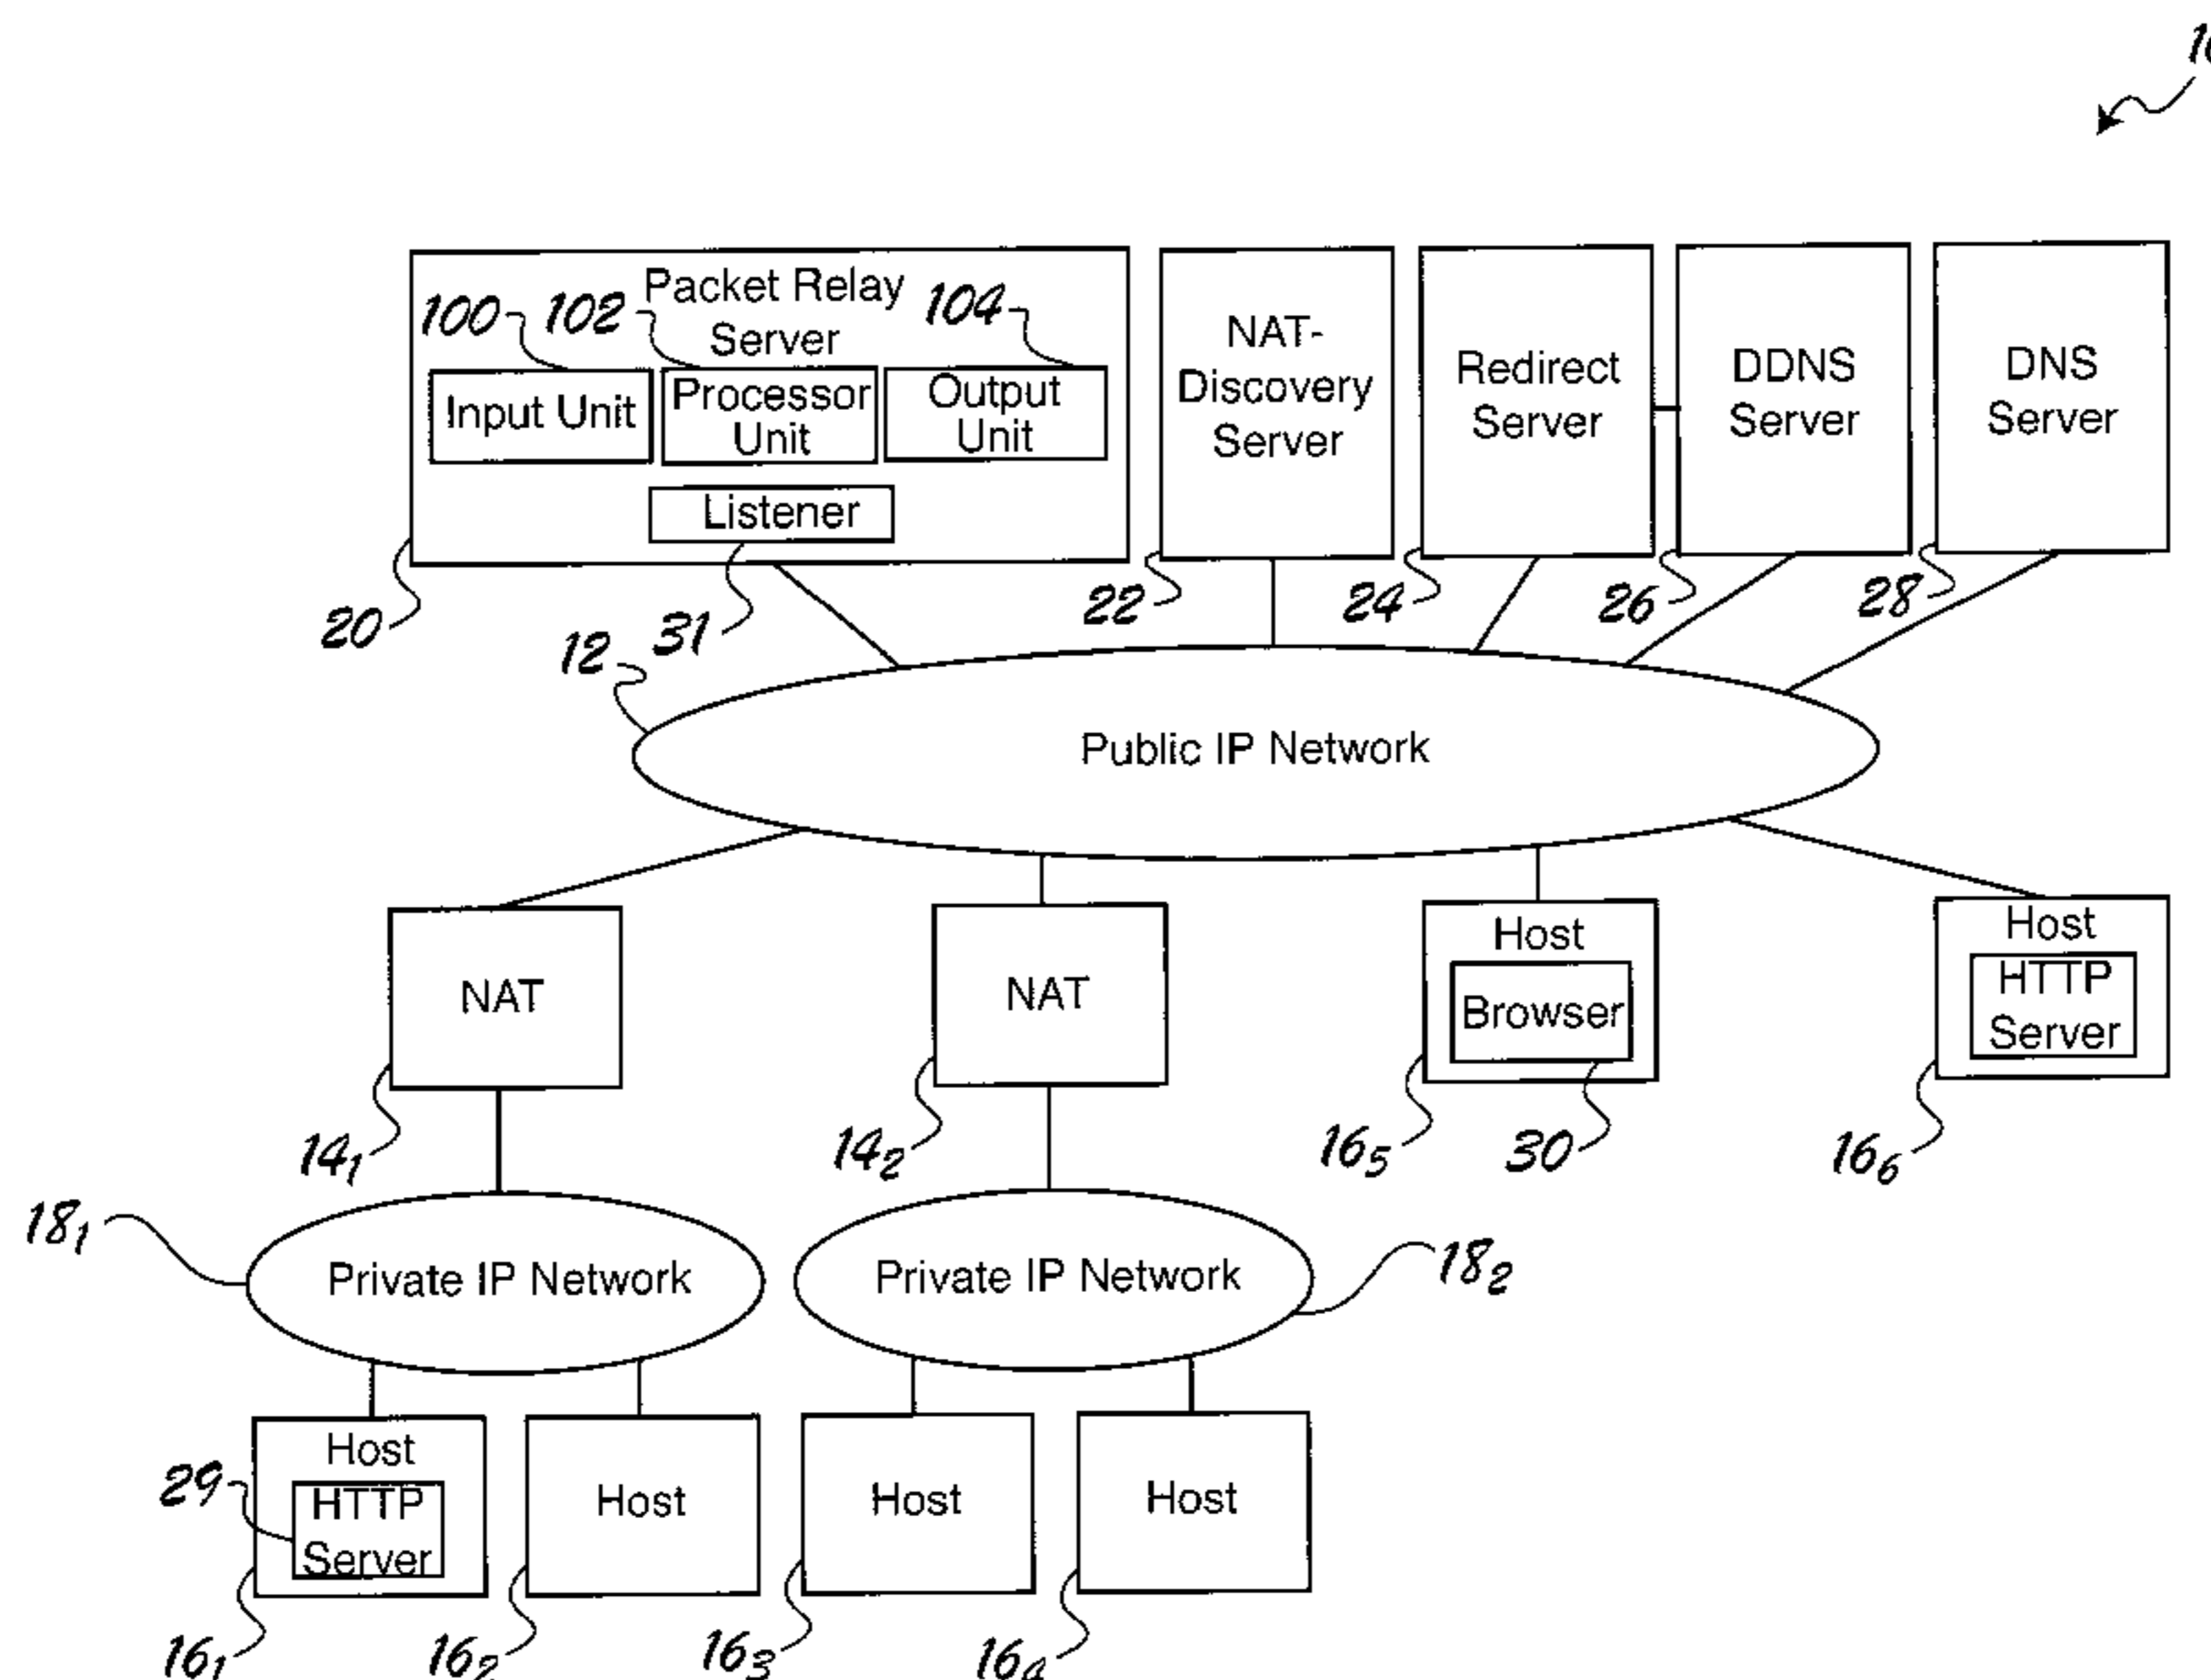 10
Packet Relay
Server
100
102
104
Input Unit
Processor
Unit
Output
Unit
Listener
NAT-
Discovery
Server
Redirect
Server
DDNS
Server
DNS
Server
20
31
22
24
26
28
12
Public IP Network
NAT
NAT
Host
Browser
Host
HTTP
Server
14₁
14₂
16₅
30
16₆
18₁
Private IP Network
Private IP Network
18₂
Host
29
HTTP
Server
Host
Host
Host
16₁
16₂
16₃
16₄